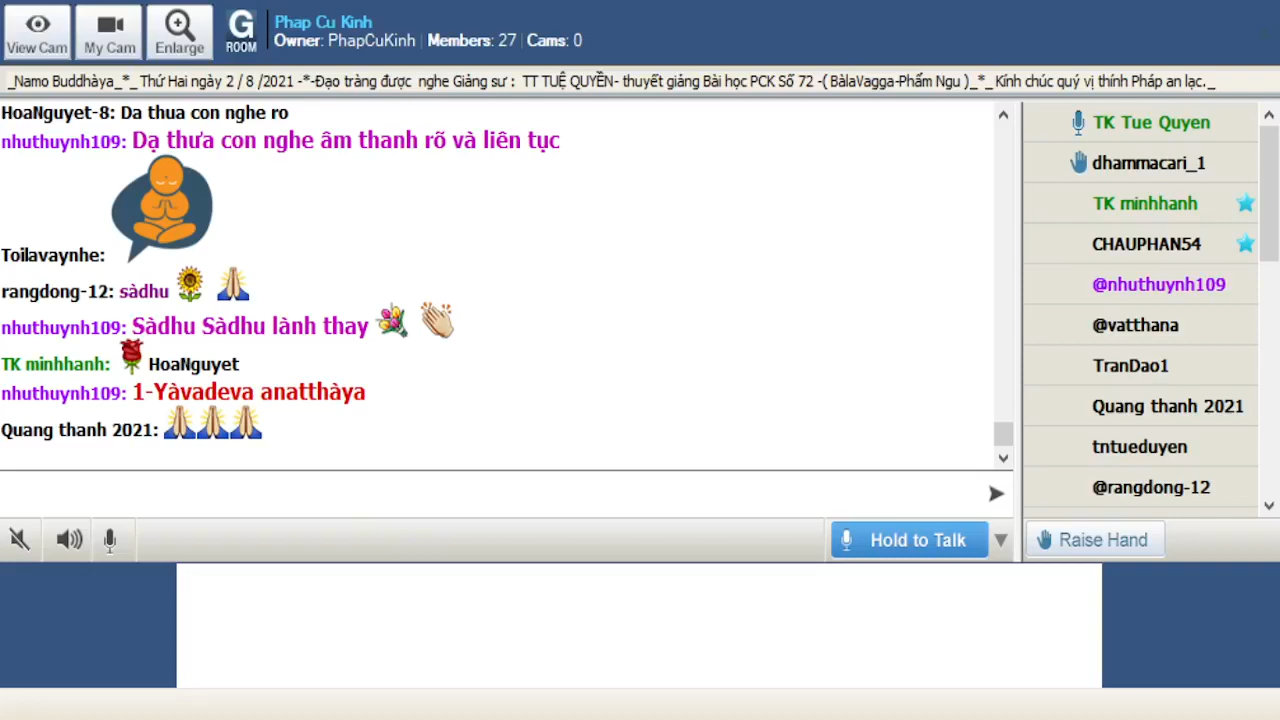 View Cam
My Cam
Enlarge
G
ROOM
Phap Cu Kinh
Owner: PhapCuKinh | Members: 27 | Cams: 0
_Namo Buddhàya_*_ Thứ Hai ngày 2 / 8 /2021 -*-Đạo tràng được nghe Giảng sư : TT TUỆ QUYỀN- thuyết giảng Bài học PCK Số 72 -( BàlaVagga-Phẩm Ngu )_*_ Kính chúc quý vị thính Pháp an lạc. _
HoaNguyet-8: Da thua con nghe ro
nhuthuynh109: Dạ thưa con nghe âm thanh rõ và liên tục
Toilavaynhe:
rangdong-12: sàdhu
nhuthuynh109: Sàdhu Sàdhu lành thay
TK minhhanh: HoaNguyet
nhuthuynh109: 1-Yàvadeva anatthàya
Quang thanh 2021:
Hold to Talk
TK Tue Quyen
dhammacari_1
TK minhhanh
CHAUPHAN54
@nhuthuynh109
@vatthana
TranDao1
Quang thanh 2021
tntueduyen
@rangdong-12
Raise Hand